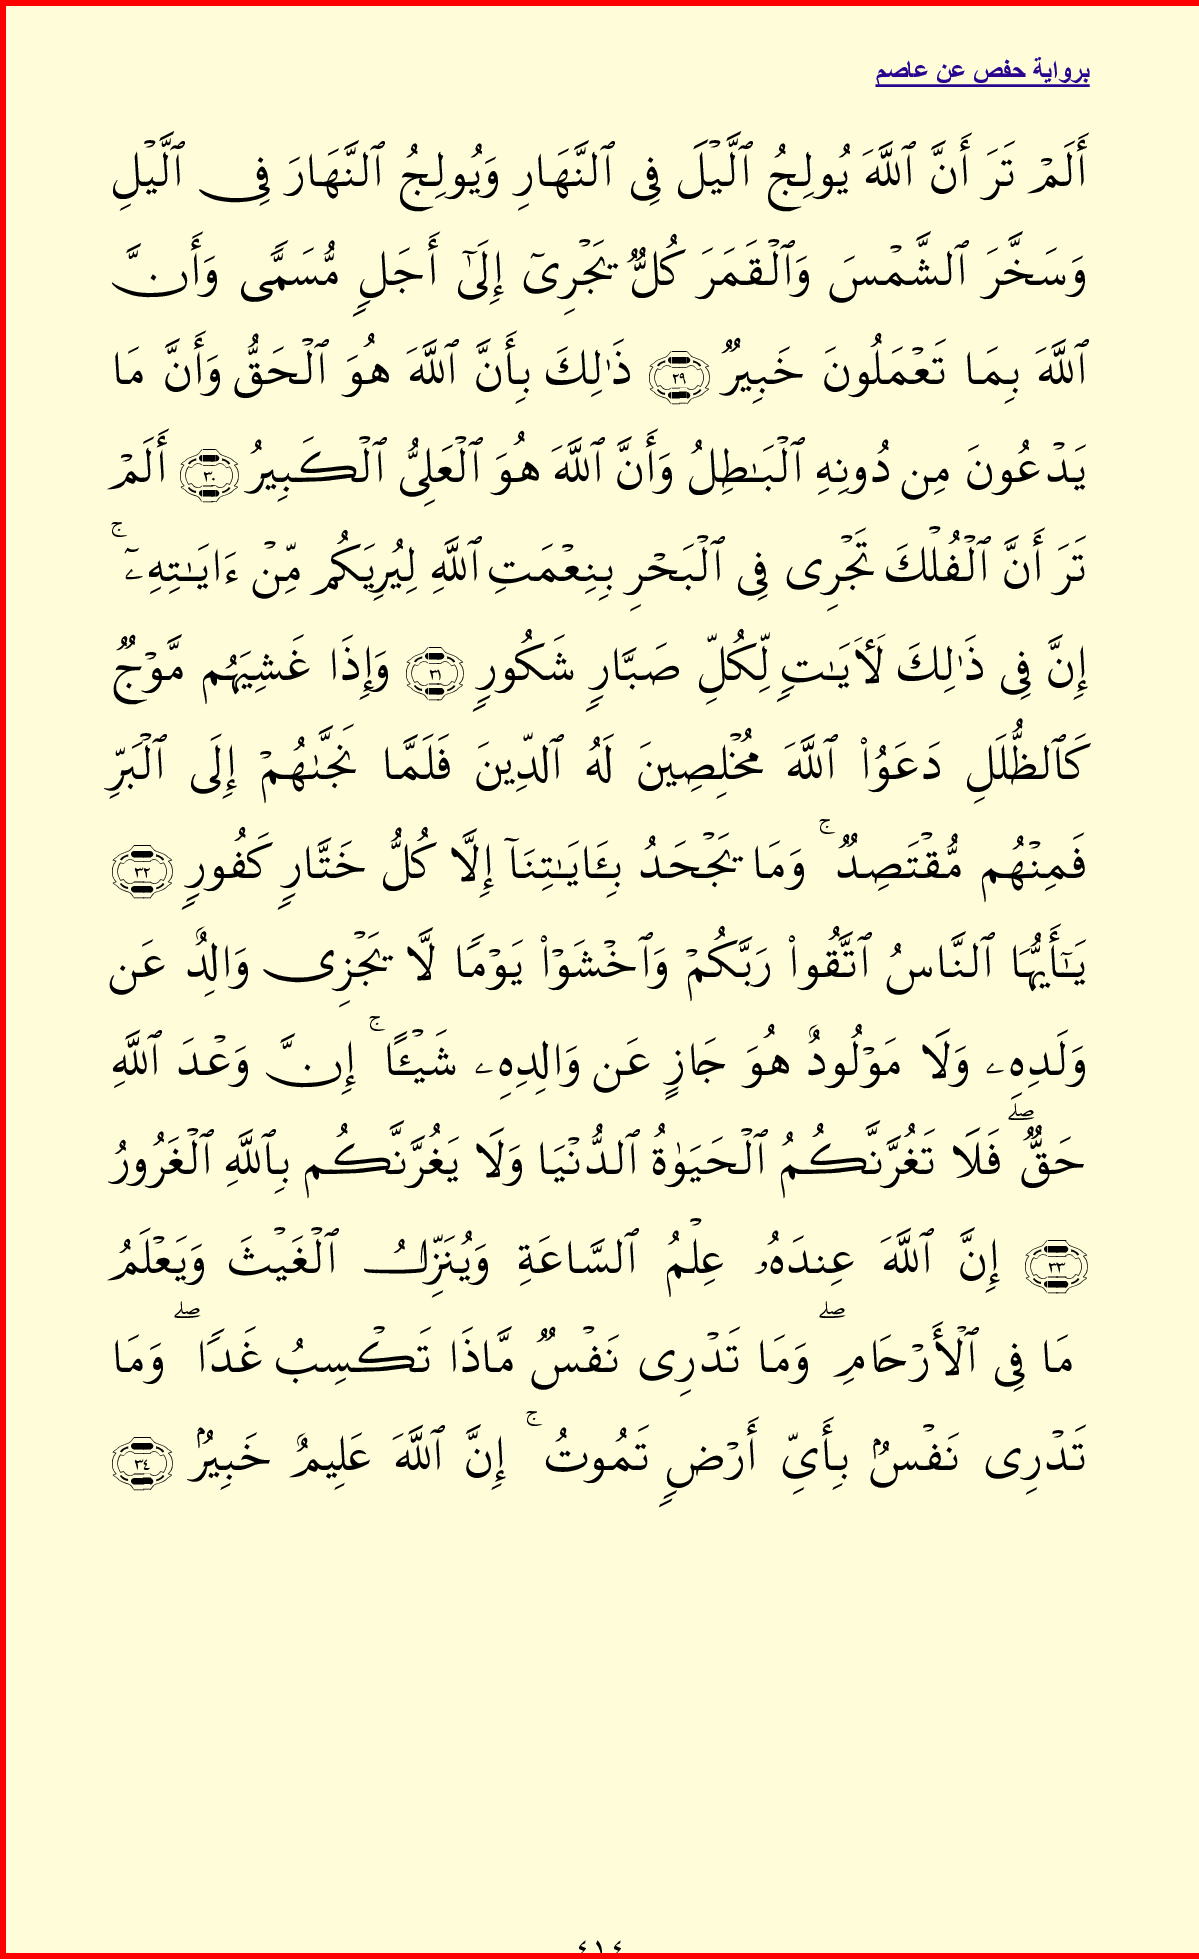 برواية حفص عن عاصم
أَلَمْ تَرَ أَنَّ ٱللَّهَ يُولِجُ ٱلَّيْلَ فِى ٱلنَّهَارِ وَيُولِجُ ٱلنَّهَارَ فِى ٱلَّيْلِ
وَسَخَّرَ ٱلشَّمْسَ وَٱلْقَمَرَ كُلٌّ يَجْرِىٓ إِلَىٰٓ أَجَلٍ مُّسَمًّى وَأَنَّ
ٱللَّهَ بِمَا تَعْمَلُونَ خَبِيرٌ ٢٩ ذَٰلِكَ بِأَنَّ ٱللَّهَ هُوَ ٱلْحَقُّ وَأَنَّ مَا
يَدْعُونَ مِن دُونِهِ ٱلْبَـٰطِلُ وَأَنَّ ٱللَّهَ هُوَ ٱلْعَلِىُّ ٱلْكَبِيرُ ٣٠ أَلَمْ
تَرَ أَنَّ ٱلْفُلْكَ تَجْرِى فِى ٱلْبَحْرِ بِنِعْمَتِ ٱللَّهِ لِيُرِيَكُم مِّنْ ءَايَـٰتِهِۦٓ ۚ
إِنَّ فِى ذَٰلِكَ لَـَٔايَـٰتٍ لِّكُلِّ صَبَّارٍ شَكُورٍ ٣١ وَإِذَا غَشِيَهُم مَّوْجٌ
كَٱلظُّلَلِ دَعَوُا۟ ٱللَّهَ مُخْلِصِينَ لَهُ ٱلدِّينَ فَلَمَّا نَجَّىٰهُمْ إِلَى ٱلْبَرِّ
فَمِنْهُم مُّقْتَصِدٌ ۚ وَمَا يَجْحَدُ بِـَٔايَـٰتِنَآ إِلَّا كُلُّ خَتَّارٍ كَفُورٍ ٣٢
يَـٰٓأَيُّهَا ٱلنَّاسُ ٱتَّقُوا۟ رَبَّكُمْ وَٱخْشَوْا۟ يَوْمًا لَّا يَجْزِى وَالِدٌ عَن
وَلَدِهِۦ وَلَا مَوْلُودٌ هُوَ جَازٍ عَن وَالِدِهِۦ شَيْـًٔا ۚ إِنَّ وَعْدَ ٱللَّهِ
حَقٌّ ۖ فَلَا تَغُرَّنَّكُمُ ٱلْحَيَوٰةُ ٱلدُّنْيَا وَلَا يَغُرَّنَّكُم بِٱللَّهِ ٱلْغَرُورُ
٣٣ إِنَّ ٱللَّهَ عِندَهُۥ عِلْمُ ٱلسَّاعَةِ وَيُنَزِّلُ ٱلْغَيْثَ وَيَعْلَمُ
مَا فِى ٱلْأَرْحَامِ ۖ وَمَا تَدْرِى نَفْسٌ مَّاذَا تَكْسِبُ غَدًا ۖ وَمَا
تَدْرِى نَفْسٌۢ بِأَىِّ أَرْضٍ تَمُوتُ ۚ إِنَّ ٱللَّهَ عَلِيمٌ خَبِيرٌۢ ٣٤
٤١٤